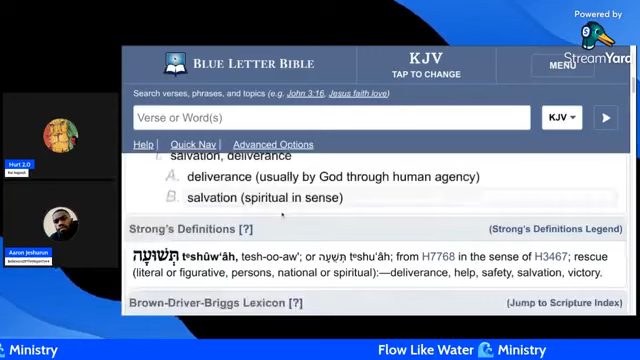 Powered by
StreamYard
BLUE LETTER BIBLE
KJV
TAP TO CHANGE
MENU
Search verses, phrases, and topics (e.g. John 3:16, Jesus faith love)
Verse or Word(s)
KJV
Help| Quick Nav| Advanced Options
salvation, deliverance
A. deliverance (usually by God through human agency)
B. salvation (spiritual in sense)
Strong's Definitions [?]
(Strong's Definitions Legend)
תְּשׁוּעָה tᵉshûwʻâh, tesh-oo-aw'; or תְּשֻׁעָה tᵉshuʻâh; from H7768 in the sense of H3467; rescue
(literal or figurative, persons, national or spiritual):—deliverance, help, safety, salvation, victory.
Brown-Driver-Briggs Lexicon [?]
(Jump to Scripture Index)
Hurt 2.0
Aaron Jeshurun
Ministry
Flow Like Water 🌊 Ministry